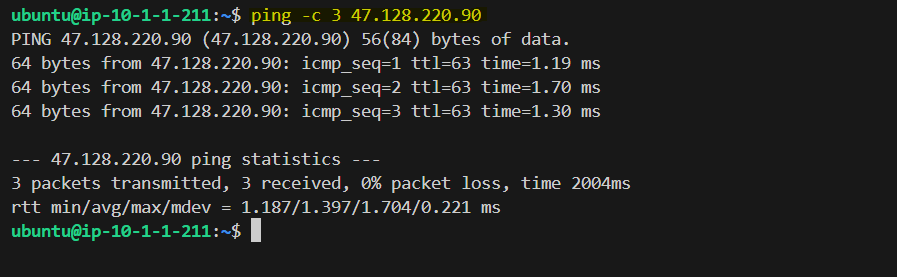 ubuntu@ip-10-1-1-211:~$ ping -c 3 47.128.220.90
PING 47.128.220.90 (47.128.220.90) 56(84) bytes of data.
64 bytes from 47.128.220.90: icmp_seq=1 ttl=63 time=1.19 ms
64 bytes from 47.128.220.90: icmp_seq=2 ttl=63 time=1.70 ms
64 bytes from 47.128.220.90: icmp_seq=3 ttl=63 time=1.30 ms
--- 47.128.220.90 ping statistics ---
3 packets transmitted, 3 received, 0% packet loss, time 2004ms
rtt min/avg/max/mdev = 1.187/1.397/1.704/0.221 ms
ubuntu@ip-10-1-1-211:~$